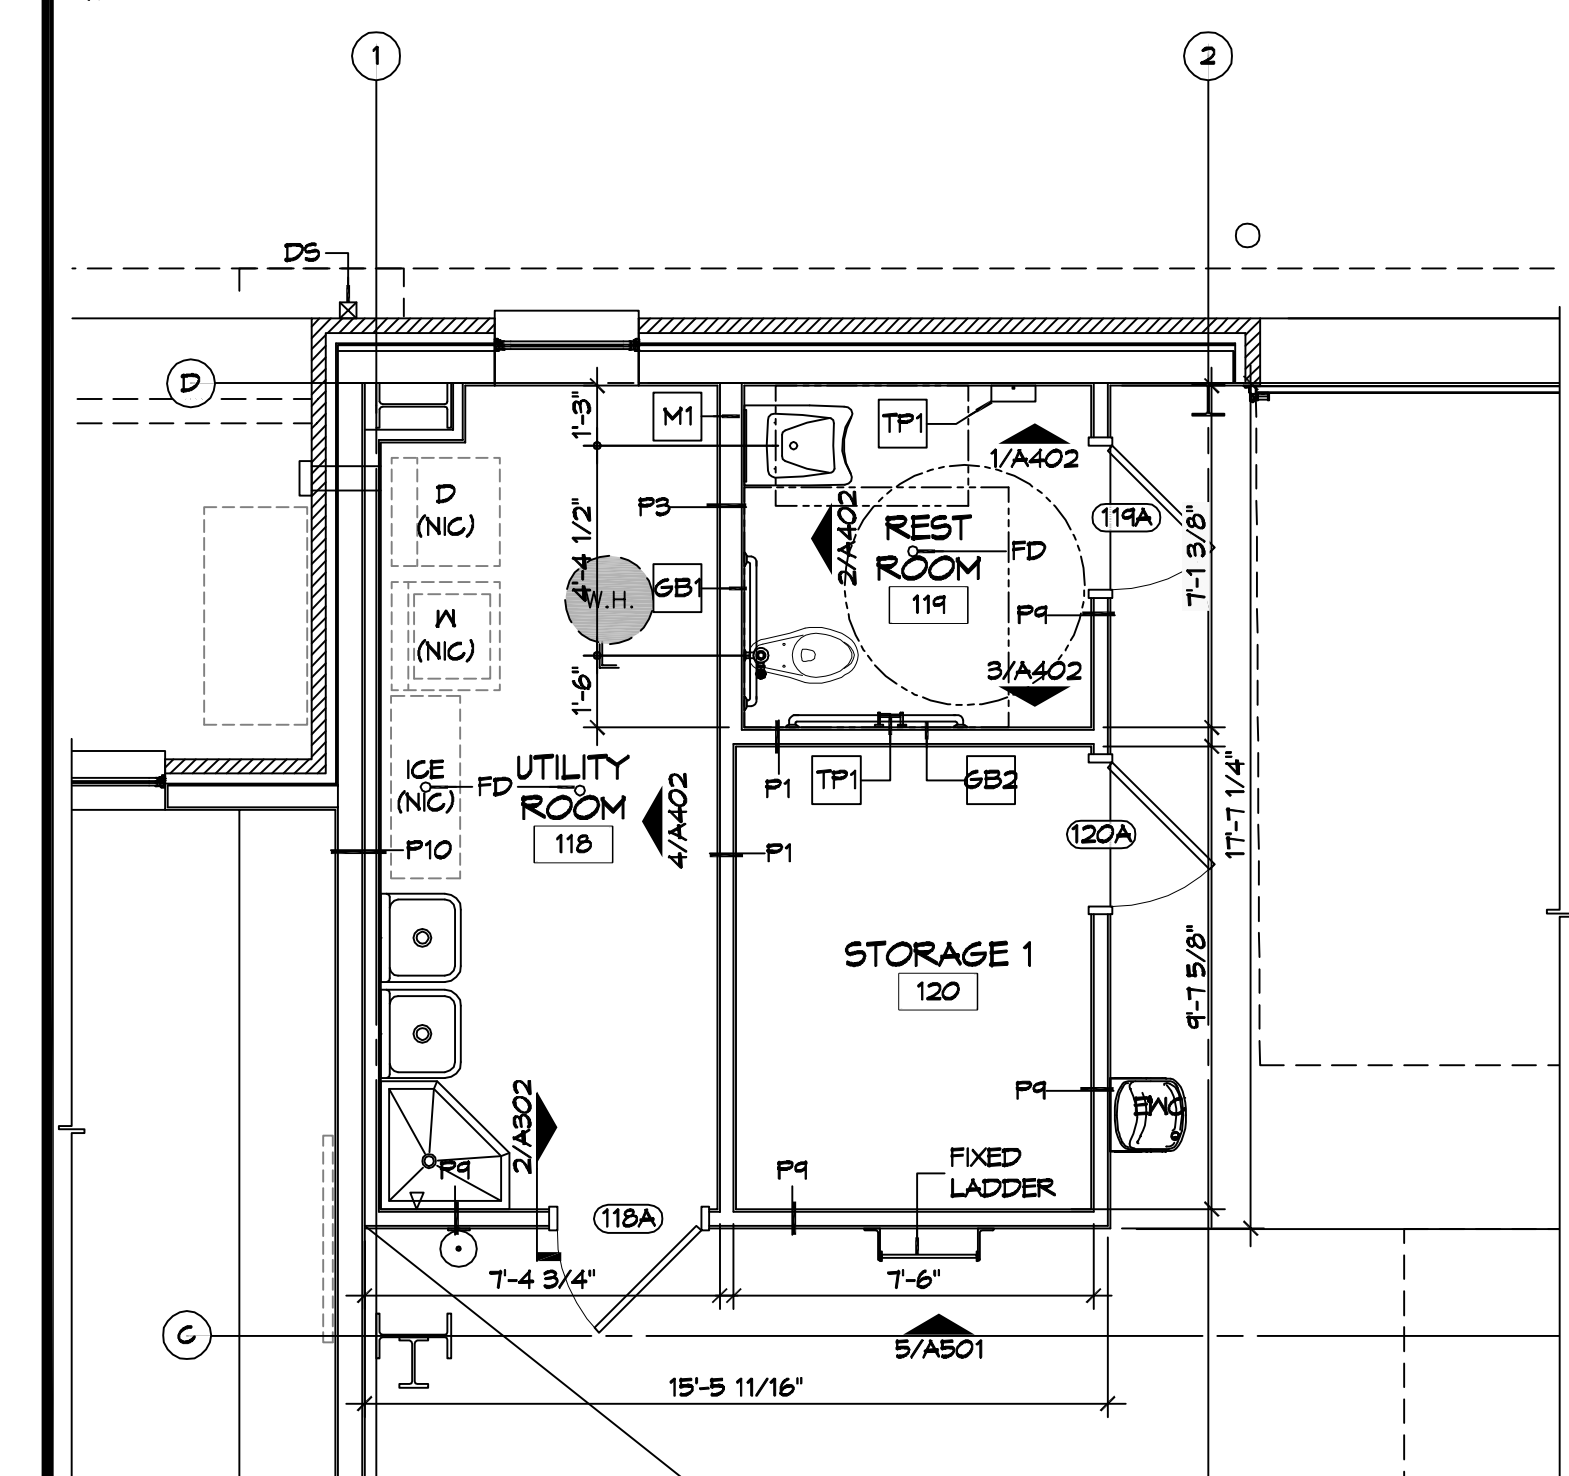 1
2
DS
D
1'-3"
M1
TP1
1/A402
D
(NIC)
P3
4'-4 1/2"
2/A402
REST
ROOM
FD
119
119A
7'-1 3/8"
W.H.
GB1
W
(NIC)
P9
3/A402
1'-6"
ICE
(NIC)
FD
UTILITY
ROOM
118
4/A402
P1
TP1
GB2
17'-7 1/4"
P10
P1
120A
STORAGE 1
120
9'-7 5/8"
P9
EWC
2/A302
P9
P9
FIXED
LADDER
118A
7'-4 3/4"
7'-6"
C
5/A501
15'-5 11/16"